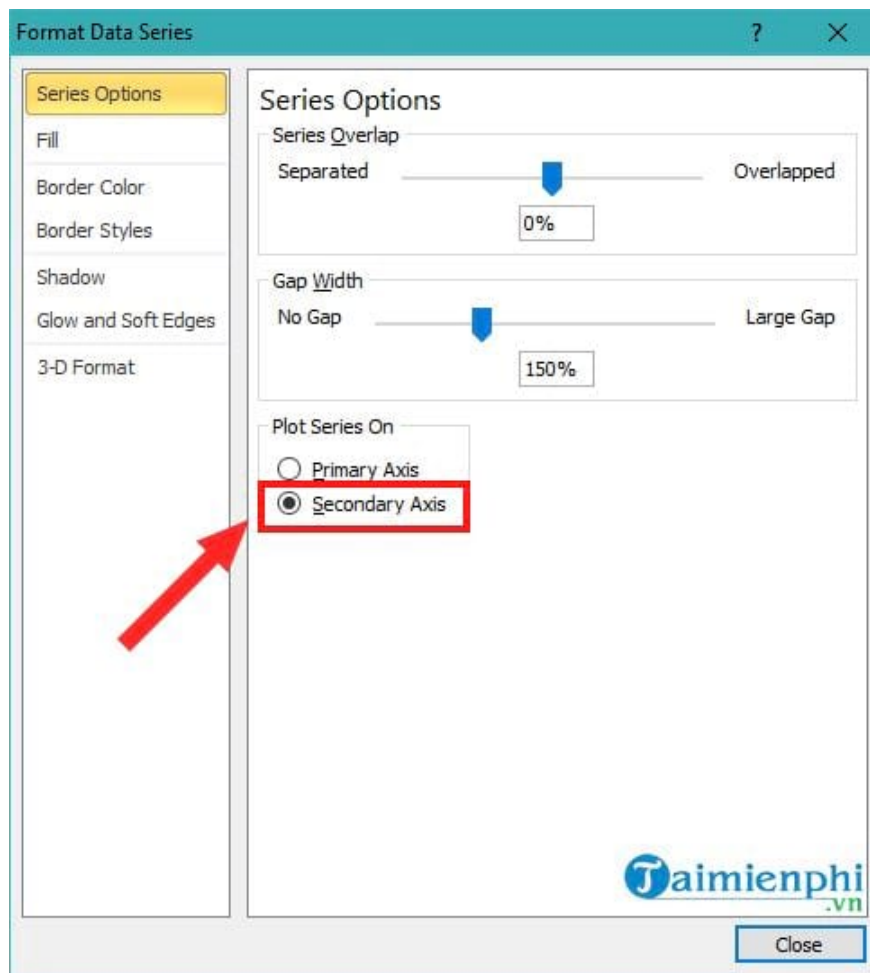 Format Data Series
?
Series Options
Fill
Border Color
Border Styles
Shadow
Glow and Soft Edges
3-D Format
Series Options
Series Overlap
Separated Overlapped
0%
Gap Width
No Gap Large Gap
150%
Plot Series On
Primary Axis
Secondary Axis
Taimienphi
.vn
Close